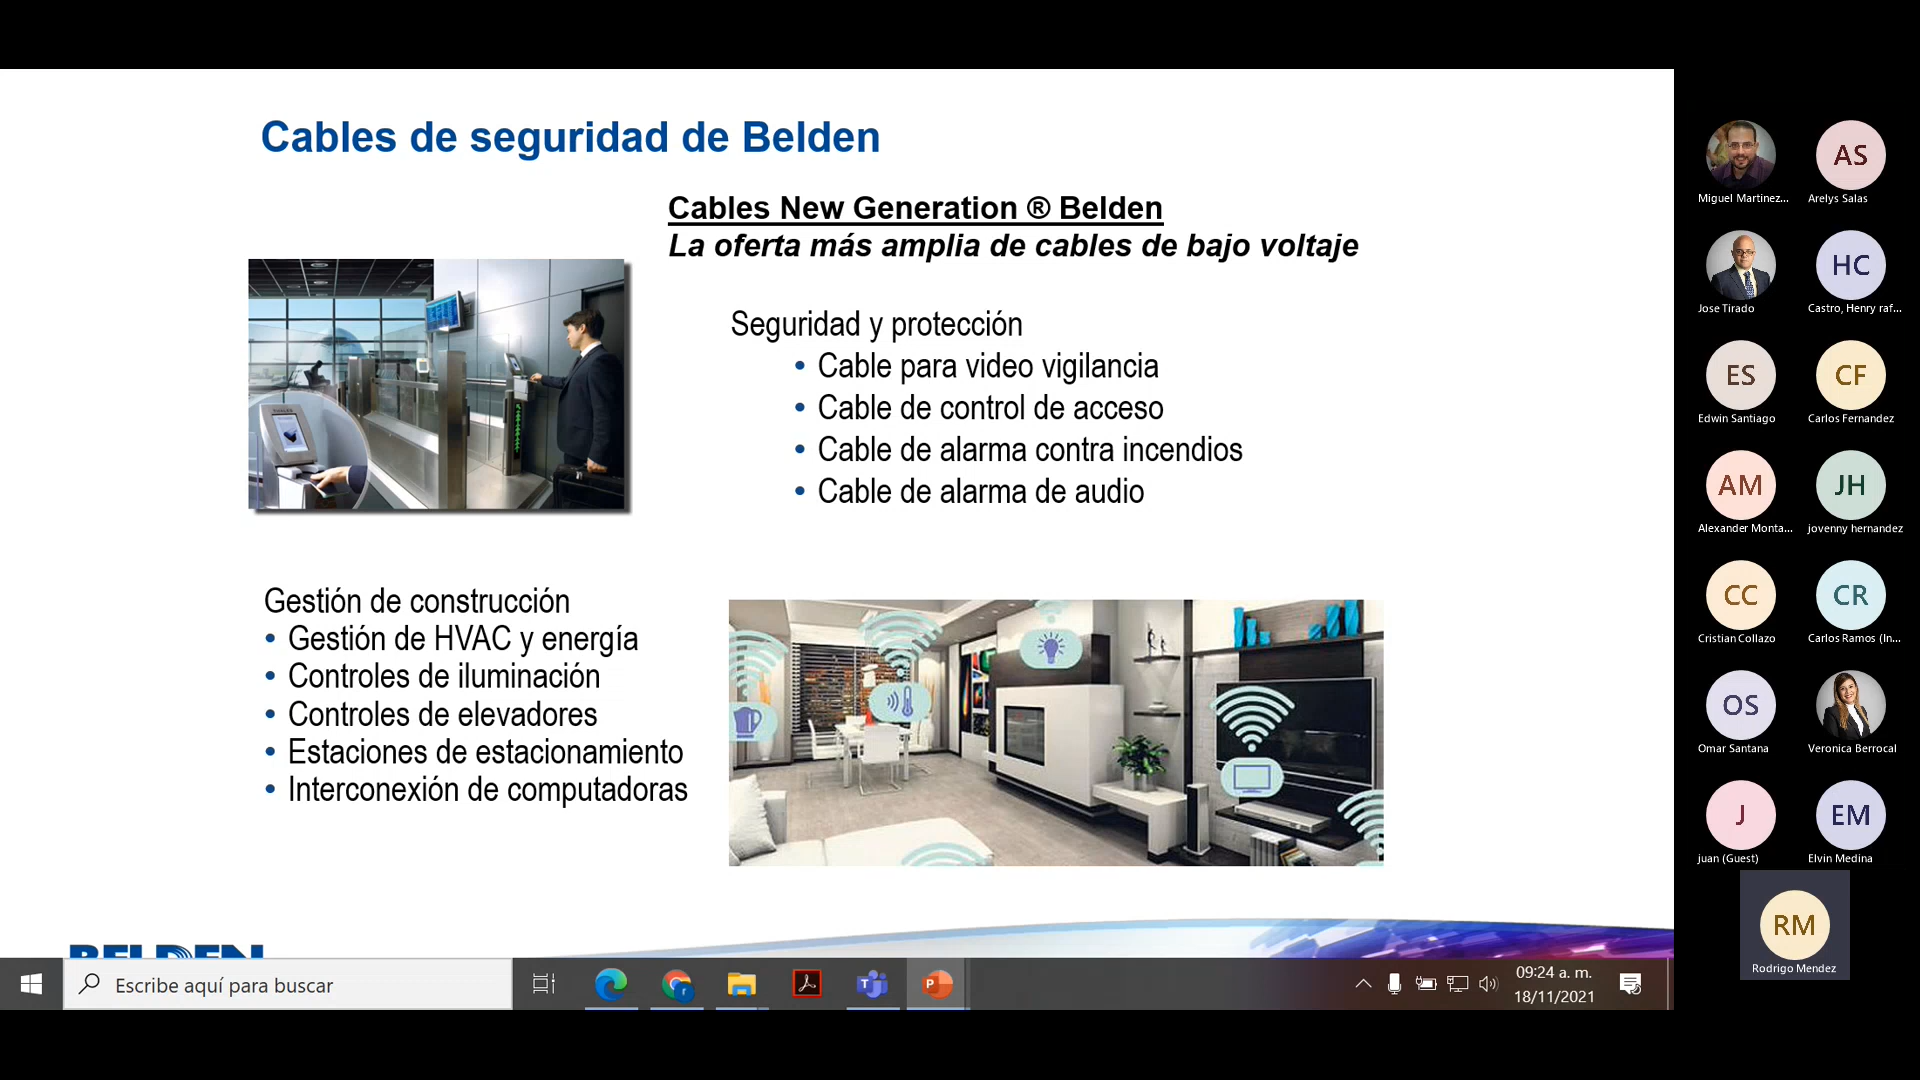 Cables de seguridad de Belden
Cables New Generation ® Belden
La oferta más amplia de cables de bajo voltaje
Seguridad y protección
• Cable para video vigilancia
• Cable de control de acceso
• Cable de alarma contra incendios
• Cable de alarma de audio
Gestión de construcción
• Gestión de HVAC y energía
• Controles de iluminación
• Controles de elevadores
• Estaciones de estacionamiento
• Interconexión de computadoras
BELDEN
Escribe aquí para buscar
09:24 a. m.
18/11/2021
Miguel Martinez...
AS
Arelys Salas
Jose Tirado
HC
Castro, Henry raf...
ES
Edwin Santiago
CF
Carlos Fernandez
AM
Alexander Monta...
JH
jovenny hernandez
CC
Cristian Collazo
CR
Carlos Ramos (In...
OS
Omar Santana
Veronica Berrocal
J
juan (Guest)
EM
Elvin Medina
RM
Rodrigo Mendez